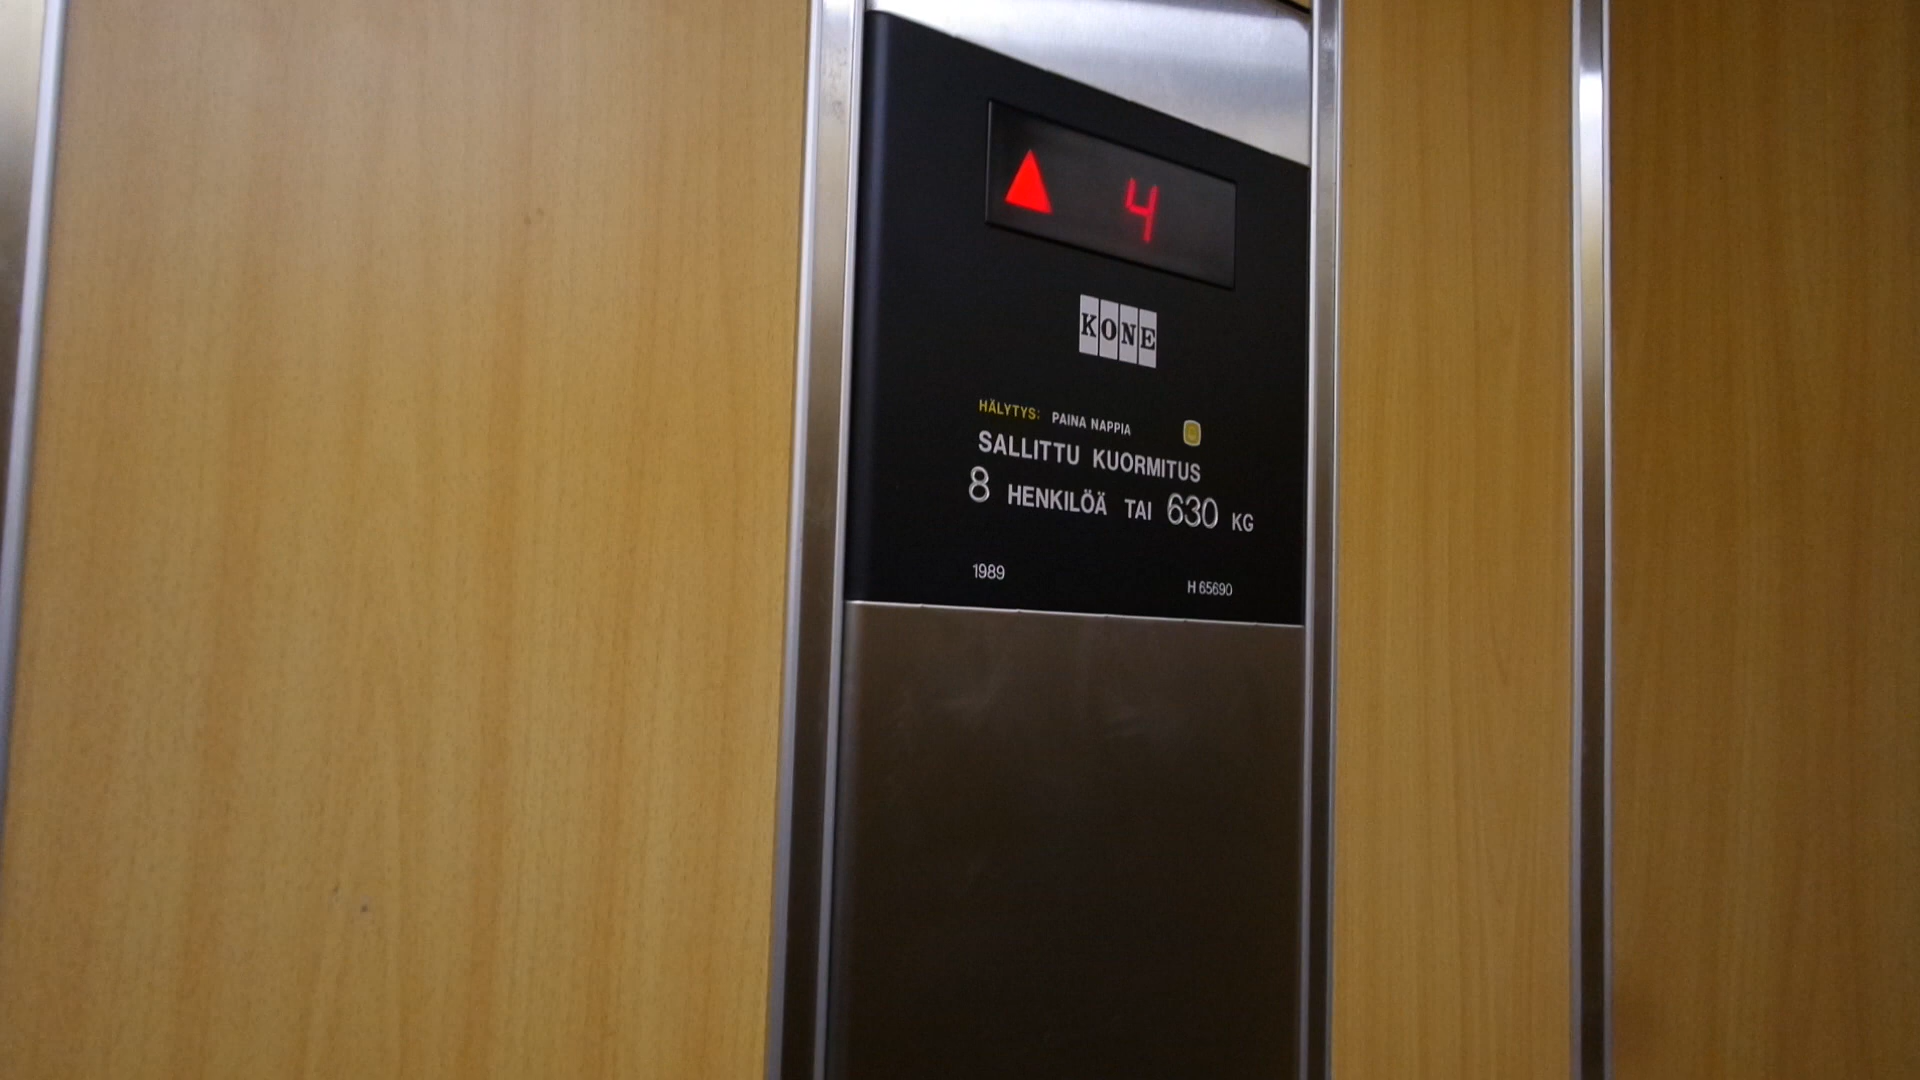 4
KONE
HÄLYTYS: PAINA NAPPIA
SALLITTU KUORMITUS
8 HENKILÖÄ TAI 630 KG
1989 H 65690